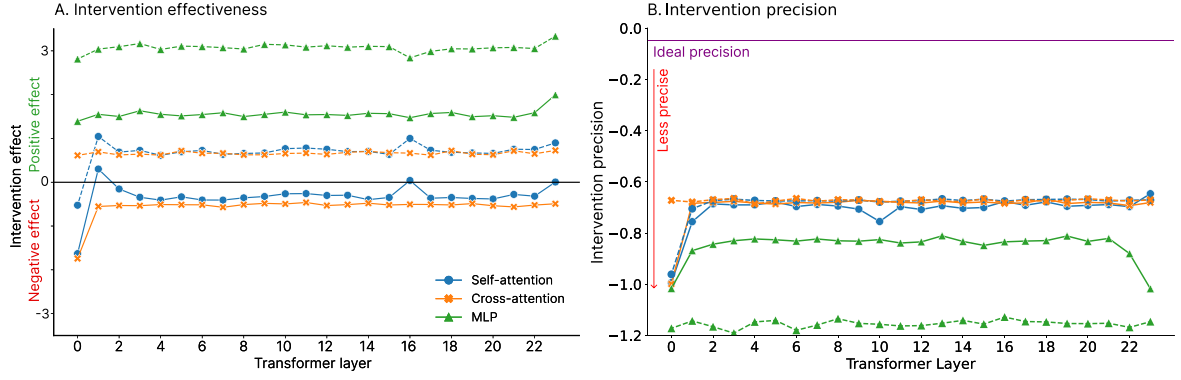 A. Intervention effectiveness
Intervention effect
Negative effect
Positive effect
3
0
-3
0 2 4 6 8 10 12 14 16 18 20 22
Transformer layer
Self-attention
Cross-attention
MLP
B. Intervention precision
Intervention precision
0.0
Ideal precision
Less precise
−0.2
−0.4
−0.6
−0.8
−1.0
−1.2
0 2 4 6 8 10 12 14 16 18 20 22
Transformer Layer